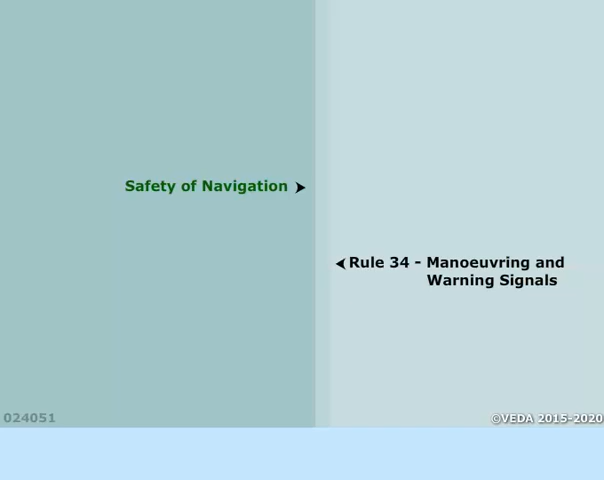 Safety of Navigation
Rule 34 - Manoeuvring and
Warning Signals
024051
©VEDA 2015-2020